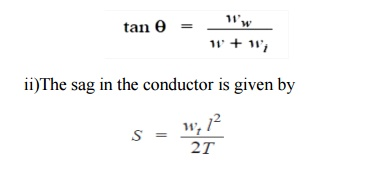 tan θ = w_w / (w + w_i)
ii)The sag in the conductor is given by
S = w_t l² / 2T